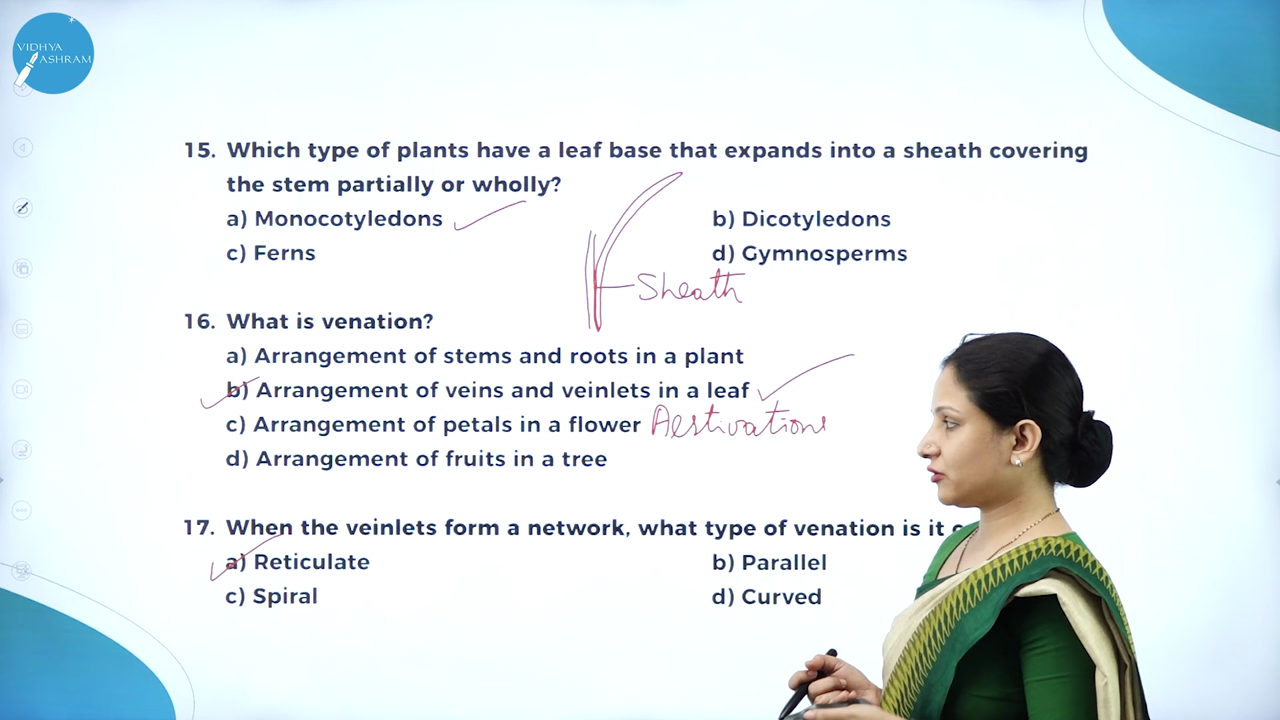 VIDHYA
ASHRAM
15. Which type of plants have a leaf base that expands into a sheath covering
the stem partially or wholly?
a) Monocotyledons b) Dicotyledons
c) Ferns d) Gymnosperms
Sheath
16. What is venation?
a) Arrangement of stems and roots in a plant
b) Arrangement of veins and veinlets in a leaf
c) Arrangement of petals in a flower Aestivations
d) Arrangement of fruits in a tree
17. When the veinlets form a network, what type of venation is it
a) Reticulate b) Parallel
c) Spiral d) Curved